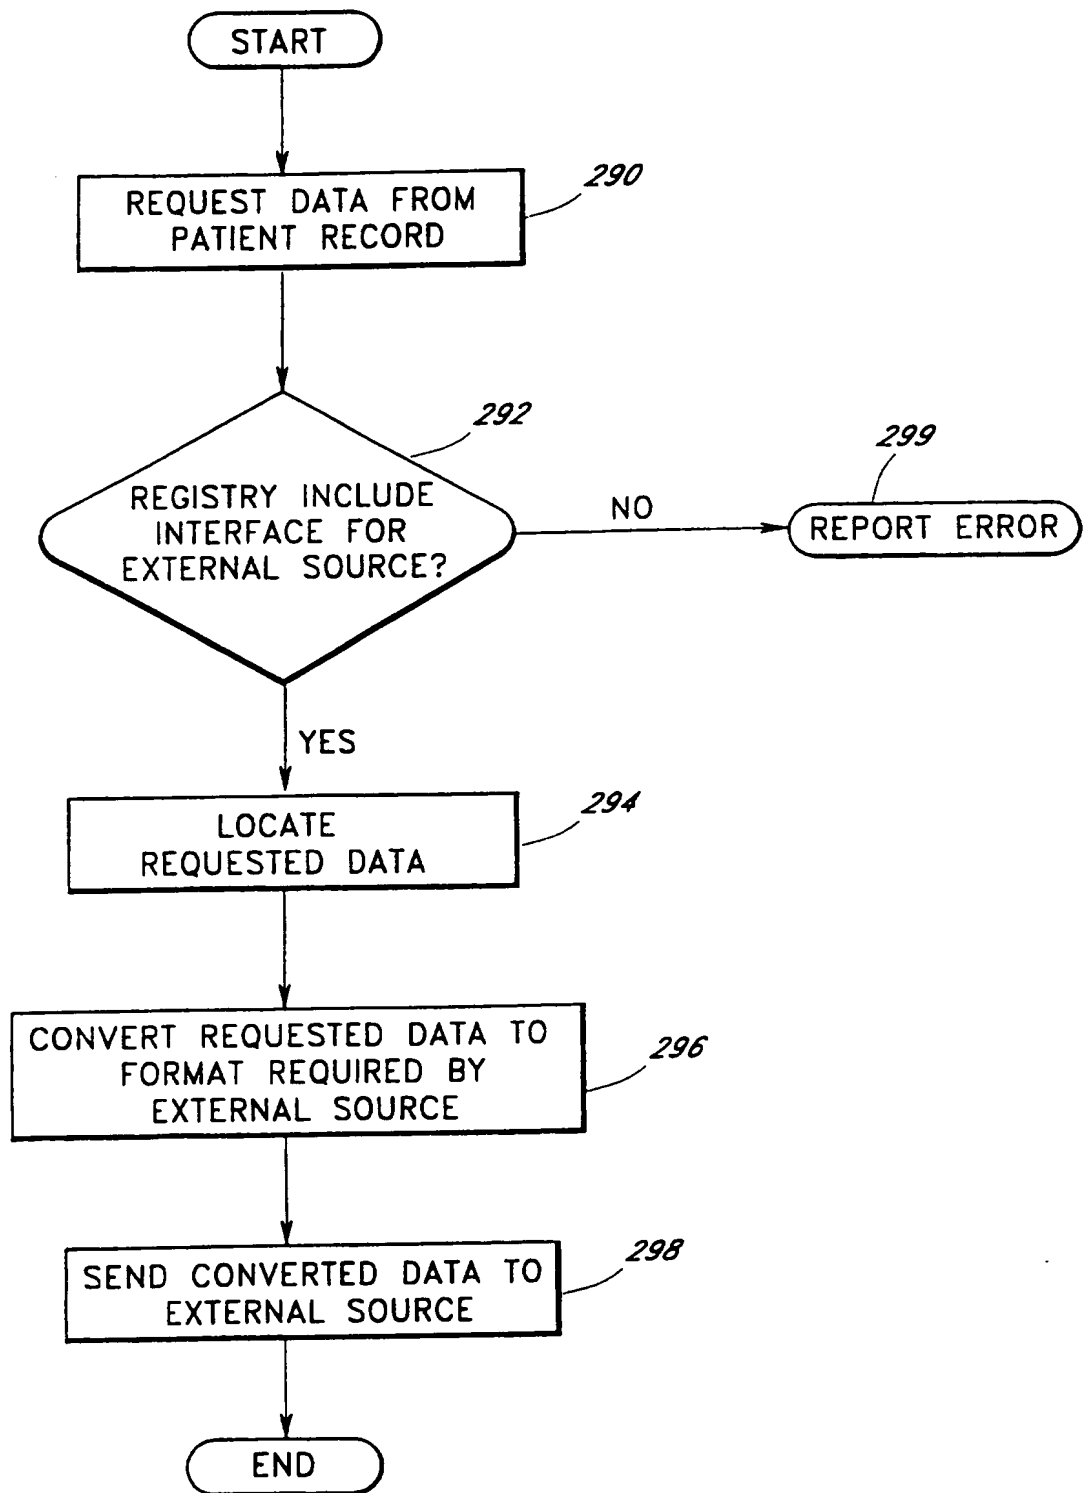 START
290
REQUEST DATA FROM
PATIENT RECORD
292
REGISTRY INCLUDE
INTERFACE FOR
EXTERNAL SOURCE?
NO
299
REPORT ERROR
YES
294
LOCATE
REQUESTED DATA
296
CONVERT REQUESTED DATA TO
FORMAT REQUIRED BY
EXTERNAL SOURCE
298
SEND CONVERTED DATA TO
EXTERNAL SOURCE
END